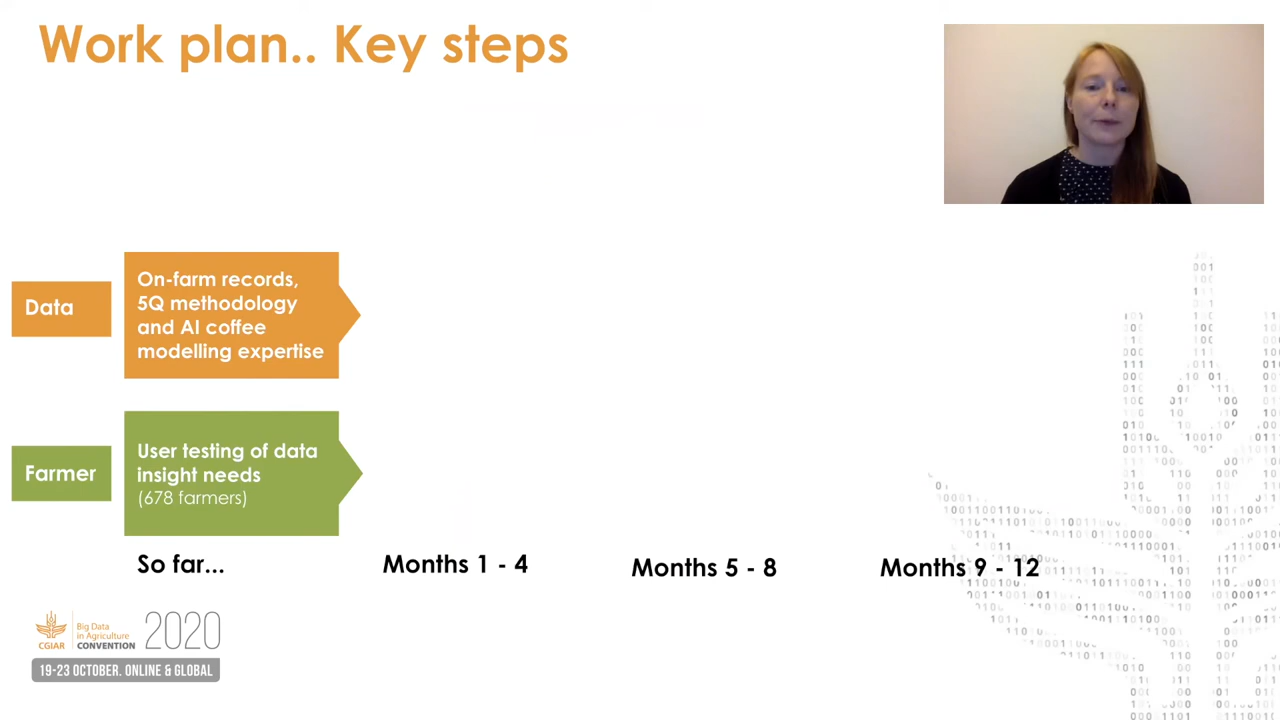 Work plan.. Key steps
Data
On-farm records,
5Q methodology
and AI coffee
modelling expertise
Farmer
User testing of data
insight needs
(678 farmers)
So far...
Months 1 - 4
Months 5 - 8
Months 9 - 12
CGIAR
Big Data
in Agriculture
CONVENTION
2020
19-23 OCTOBER. ONLINE & GLOBAL